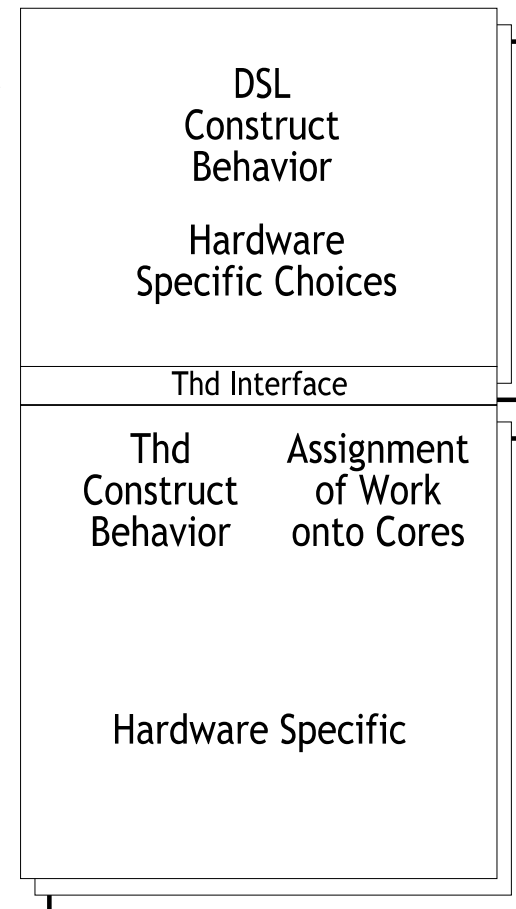 DSL
Construct
Behavior
Hardware
Specific Choices
Thd Interface
Thd
Construct
Behavior
Assignment
of Work
onto Cores
Hardware Specific